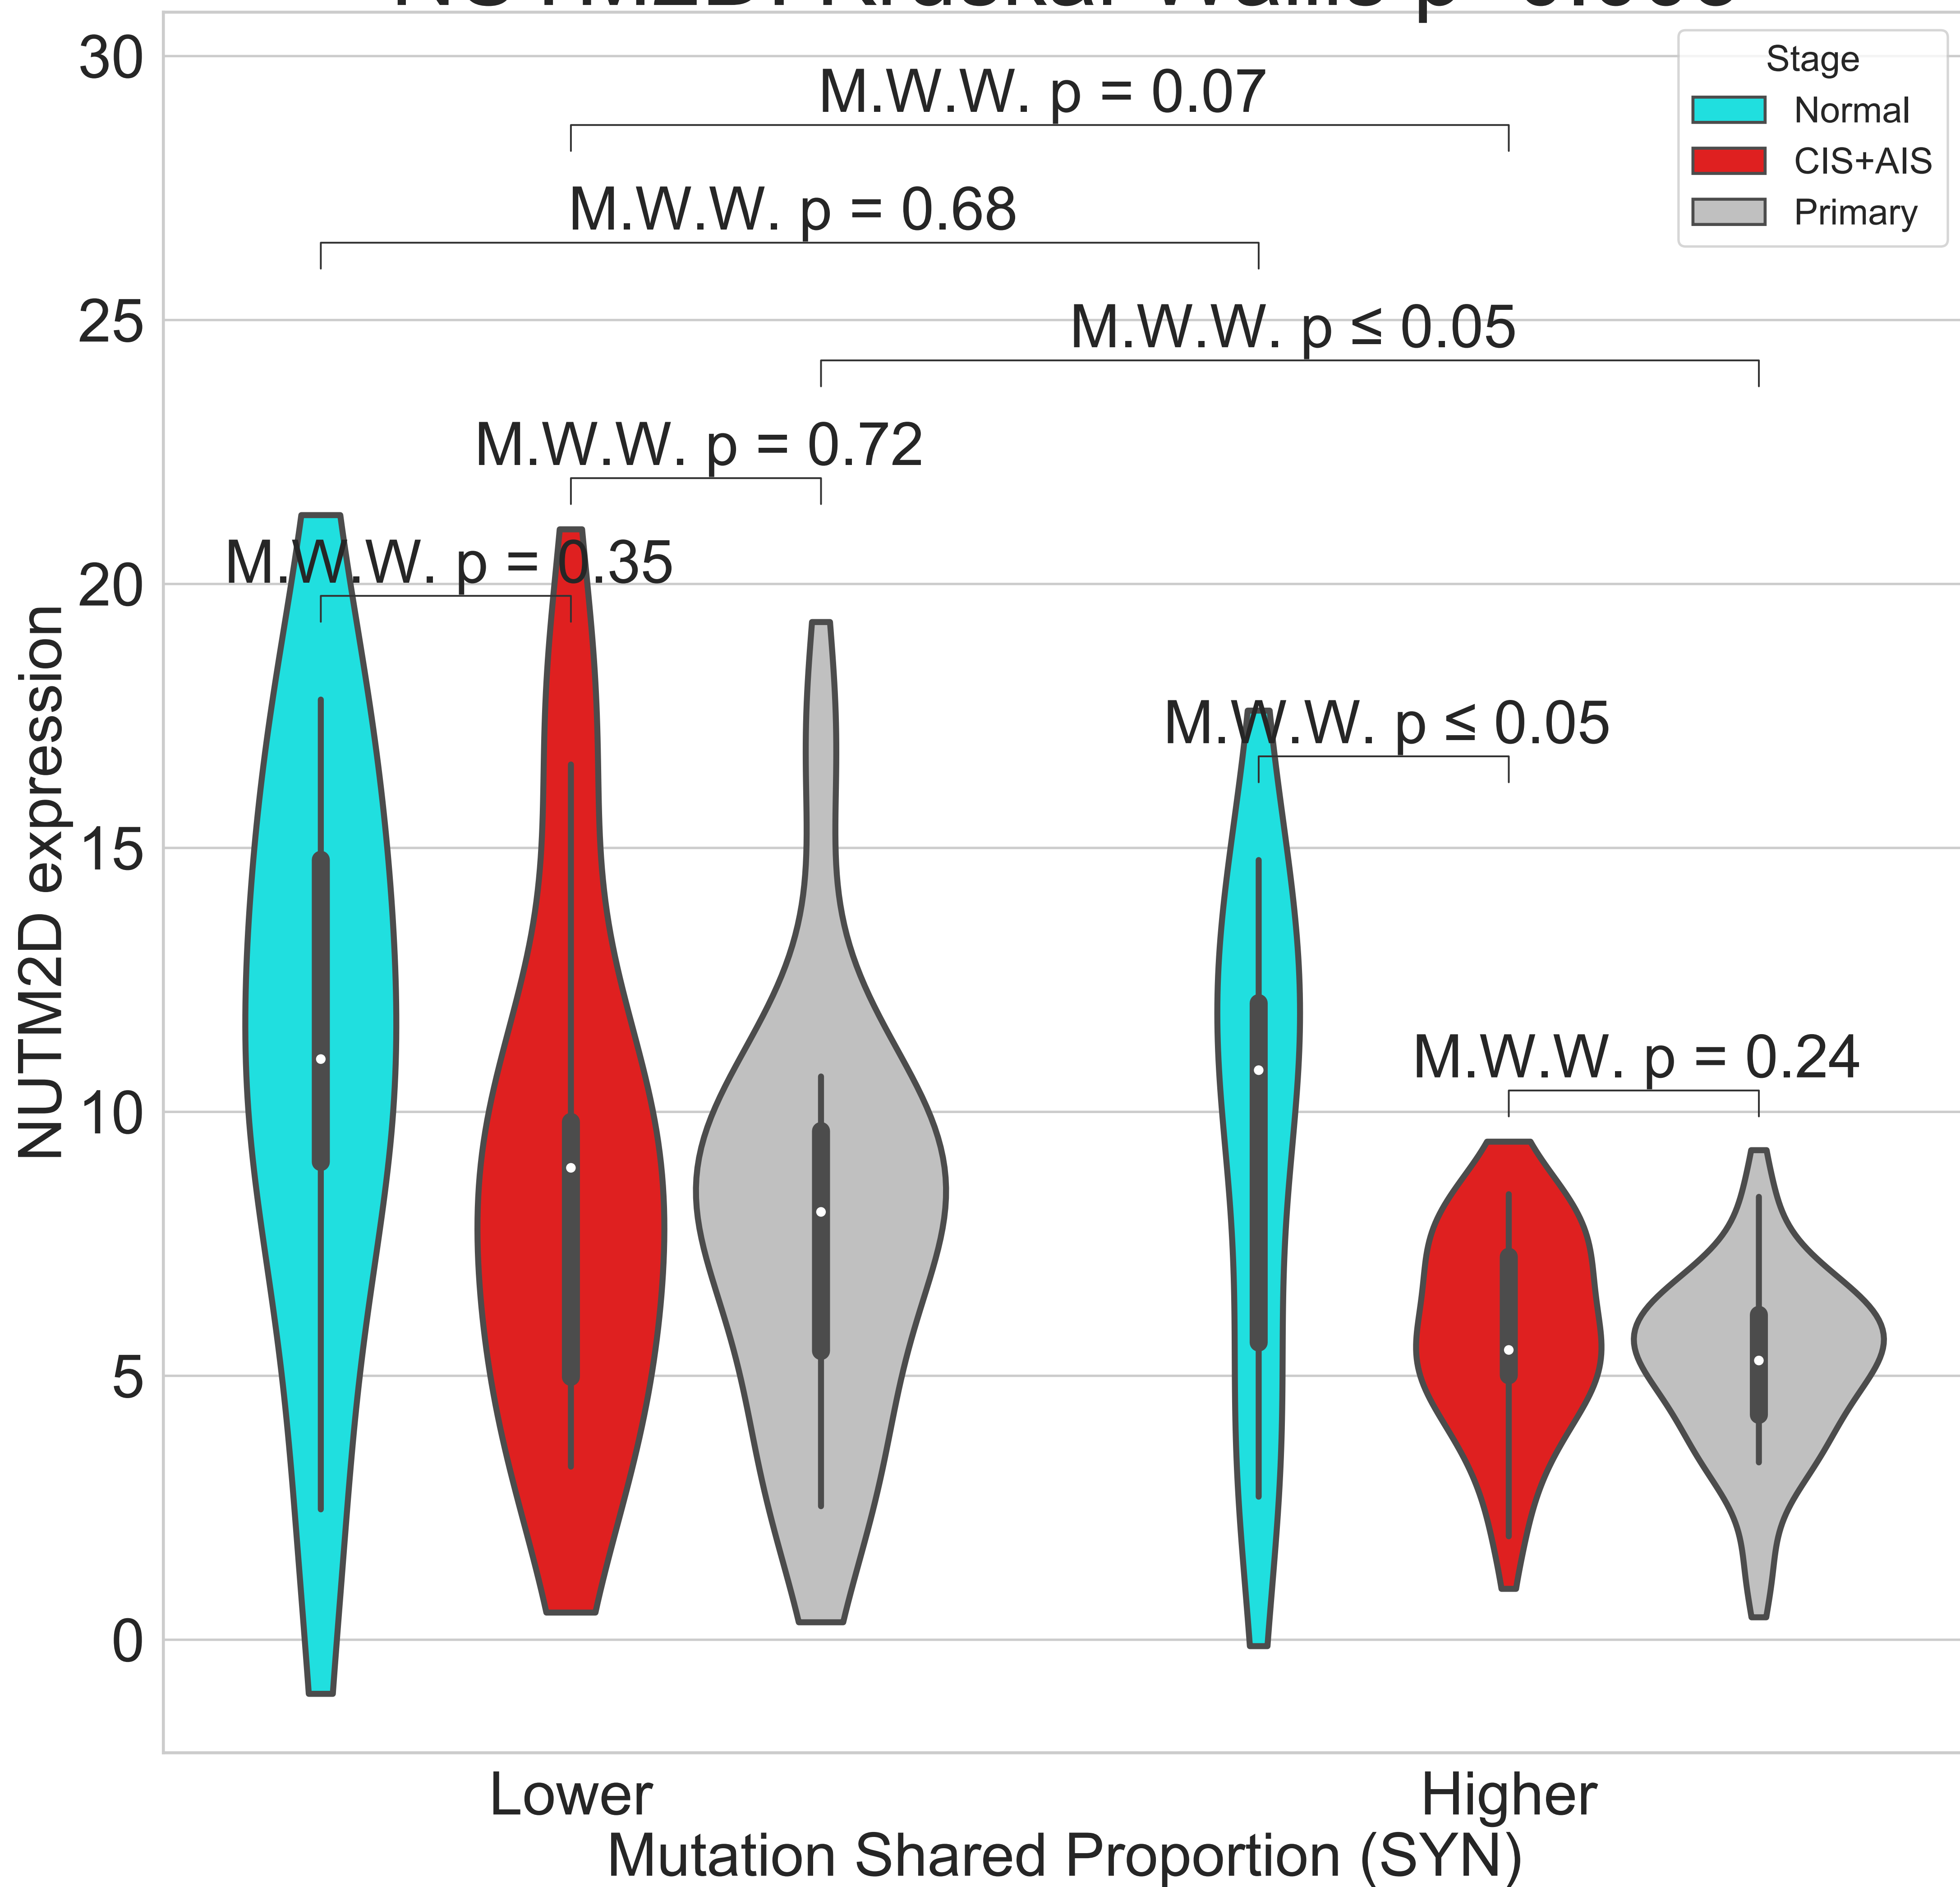 30
25
20
15
10
5
0
NUTM2D expression
M.W.W. p = 0.07
M.W.W. p = 0.68
M.W.W. p ≤ 0.05
M.W.W. p = 0.72
M.W.W. p = 0.35
M.W.W. p ≤ 0.05
M.W.W. p = 0.24
Stage
Normal
CIS+AIS
Primary
Lower
Higher
Mutation Shared Proportion (SYN)